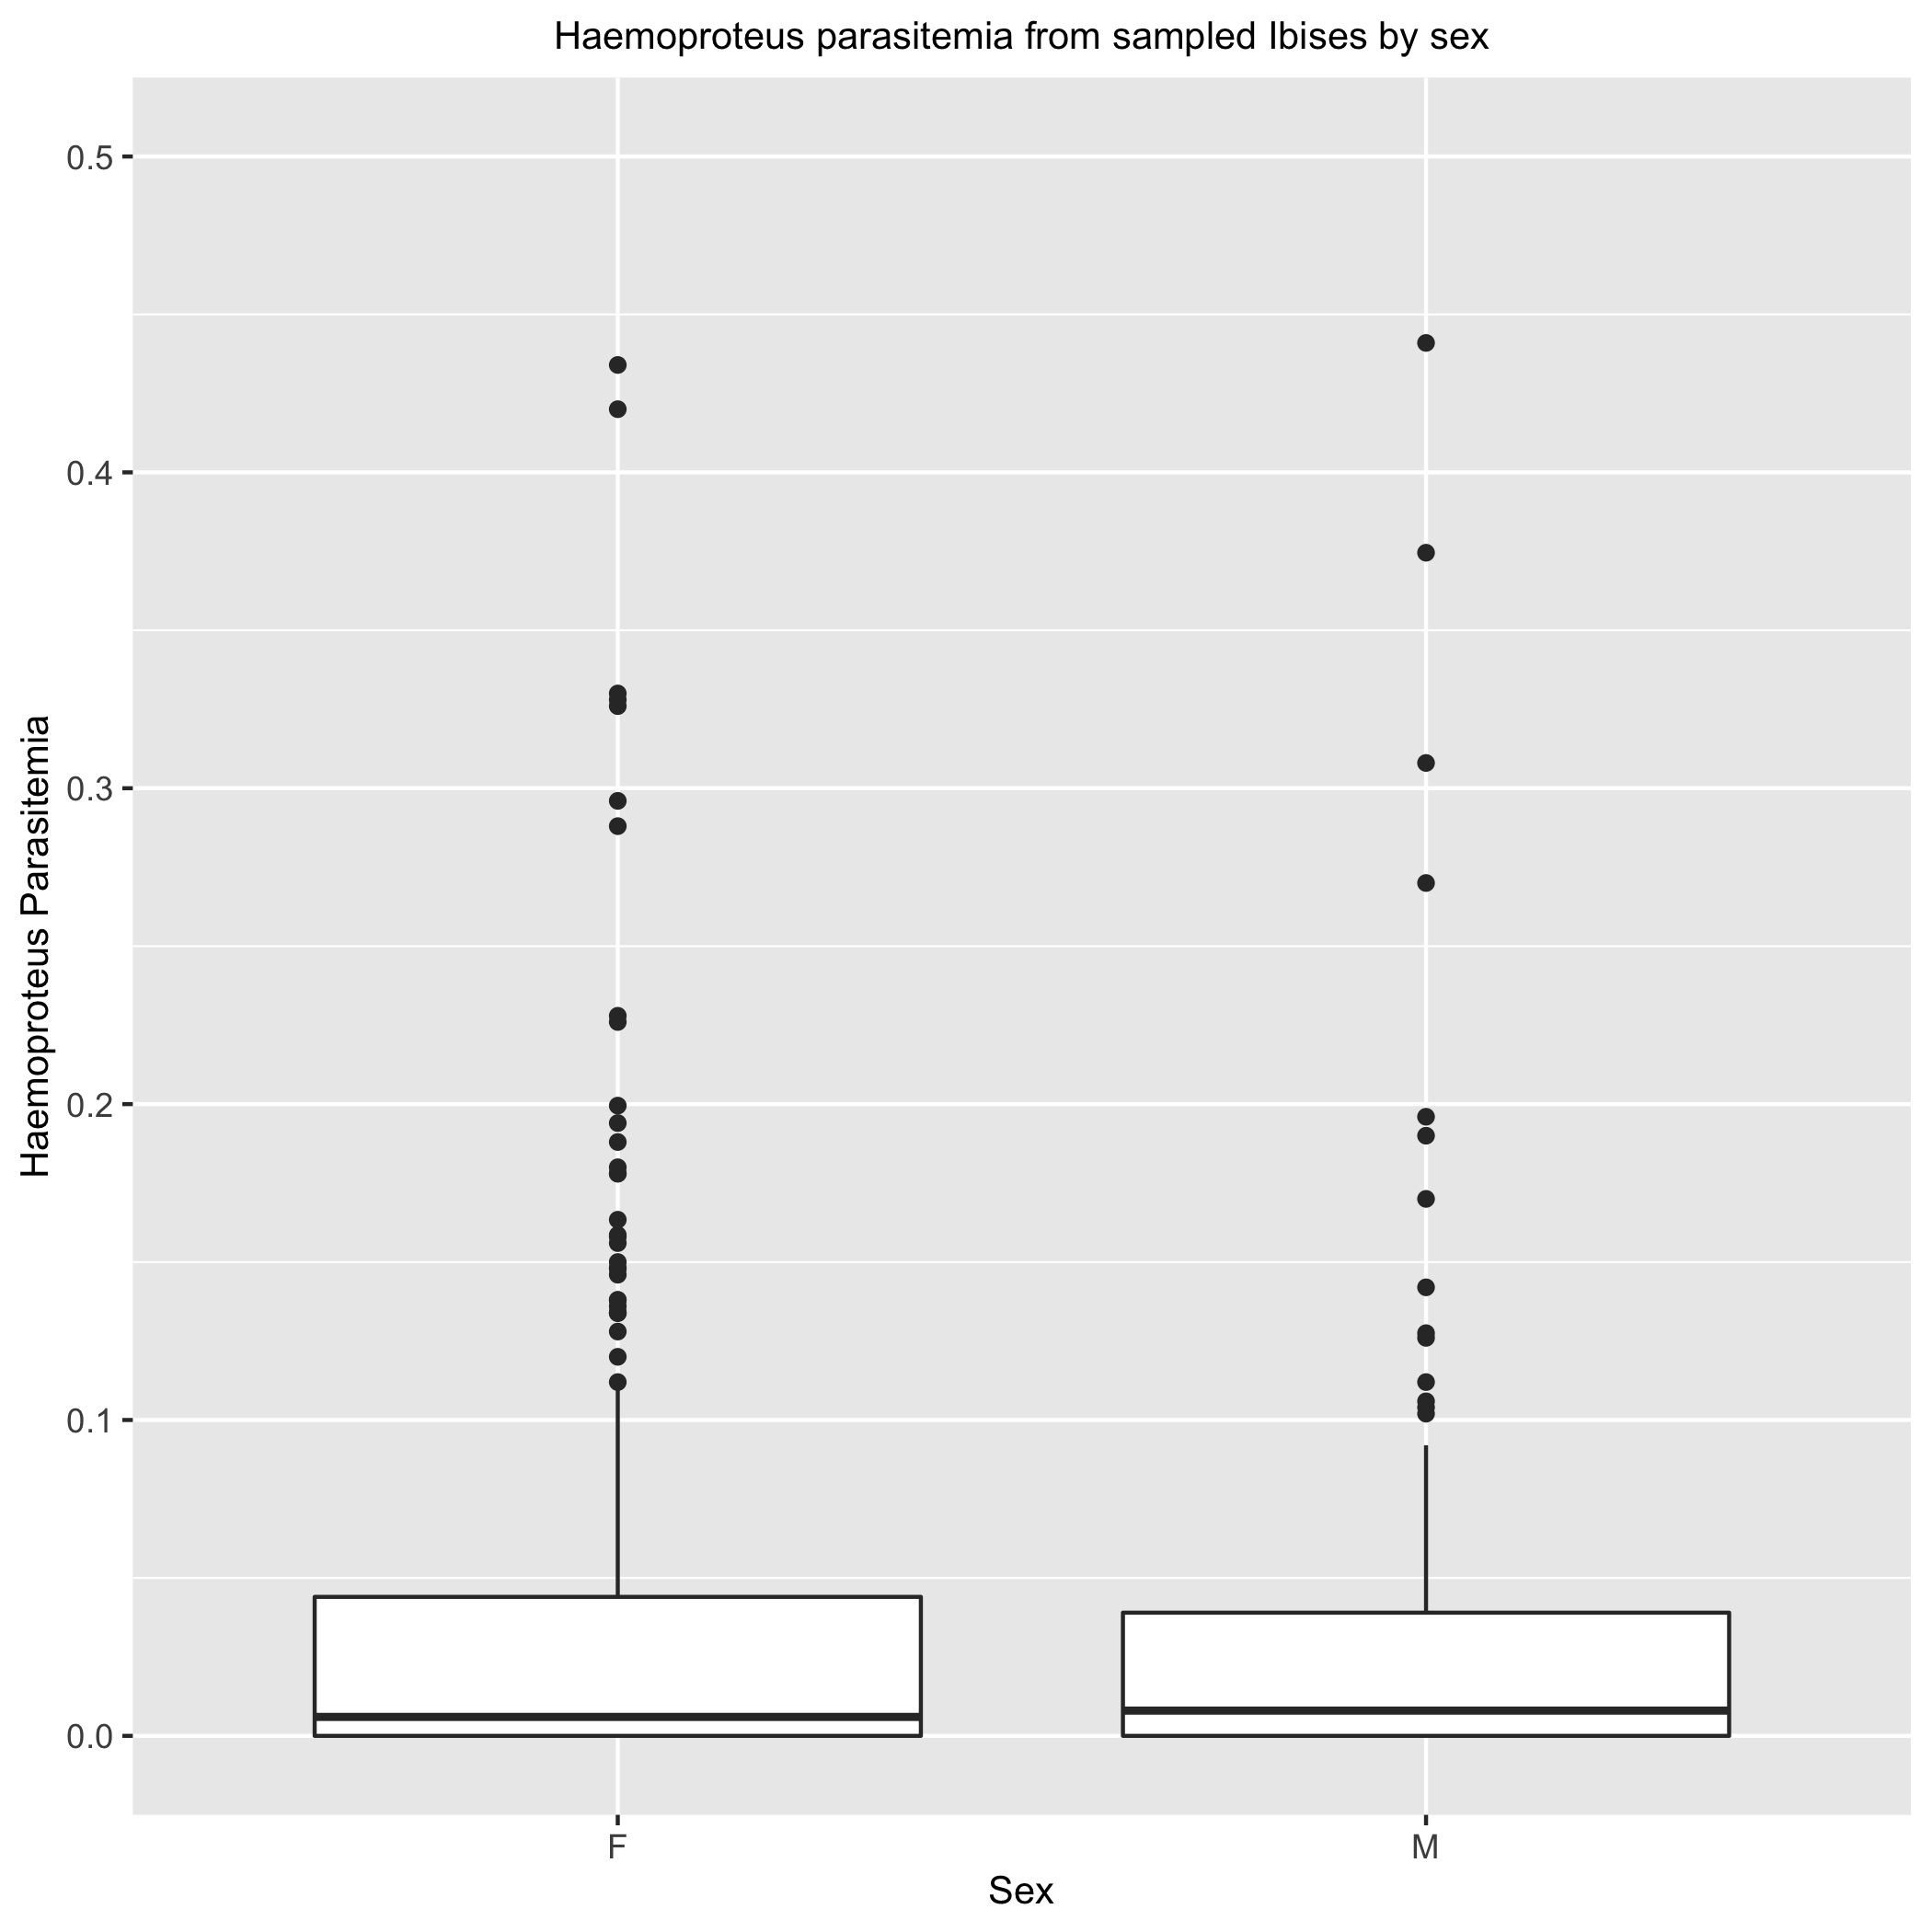 Haemoproteus parasitemia from sampled Ibises by sex
0.5
0.4
0.3
0.2
0.1
0.0
Haemoproteus Parasitemia
F
M
Sex